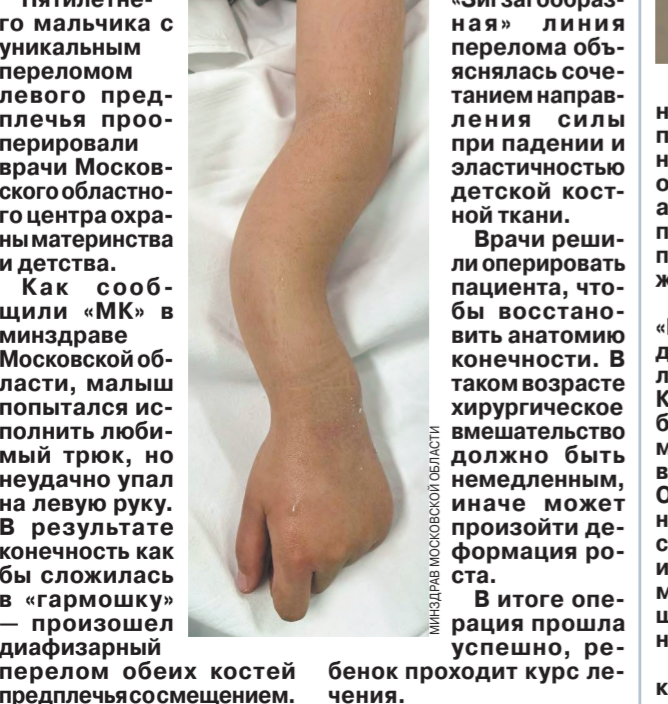 Пятилетне-
го мальчика с
уникальным
переломом
левого пред-
плечья проо-
перировали
врачи Москов-
ского областно-
го центра охра-
ны материнства
и детства.
Как сооб-
щили «МК» в
минздраве
Московской об-
ласти, малыш
попытался ис-
полнить люби-
мый трюк, но
неудачно упал
на левую руку.
В результате
конечность как
бы сложилась
в «гармошку»
— произошел
диафизарный
перелом обеих костей
предплечья со смещением.
«Зигзагообраз-
ная» линия
перелома объ-
яснялась соче-
танием направ-
ления силы
при падении и
эластичностью
детской кост-
ной ткани.
Врачи реши-
ли оперировать
пациента, что-
бы восстано-
вить анатомию
конечности. В
таком возрасте
хирургическое
вмешательство
должно быть
немедленным,
иначе может
произойти де-
формация ро-
ста.
В итоге опе-
рация прошла
успешно, ре-
бенок проходит курс ле-
чения.
МИНЗДРАВ МОСКОВСКОЙ ОБЛАСТИ